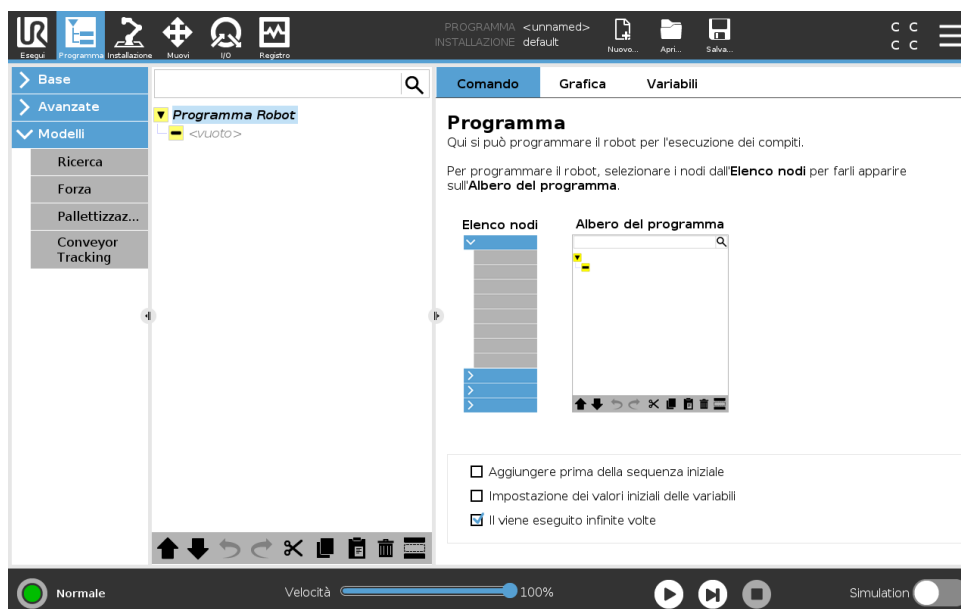 UR
Esegui Programma Installazione Muovi I/O Registro
PROGRAMMA <unnamed>
INSTALLAZIONE default
Nuovo... Apri... Salva...
C C
C C
Base
Avanzate
Modelli
Ricerca
Forza
Pallettizzaz...
Conveyor
Tracking
Programma Robot
<vuoto>
Comando Grafica Variabili
Programma
Qui si può programmare il robot per l'esecuzione dei compiti.
Per programmare il robot, selezionare i nodi dall'Elenco nodi per farli apparire
sull'Albero del programma.
Elenco nodi Albero del programma
Aggiungere prima della sequenza iniziale
Impostazione dei valori iniziali delle variabili
Il viene eseguito infinite volte
Normale
Velocità 100%
Simulation